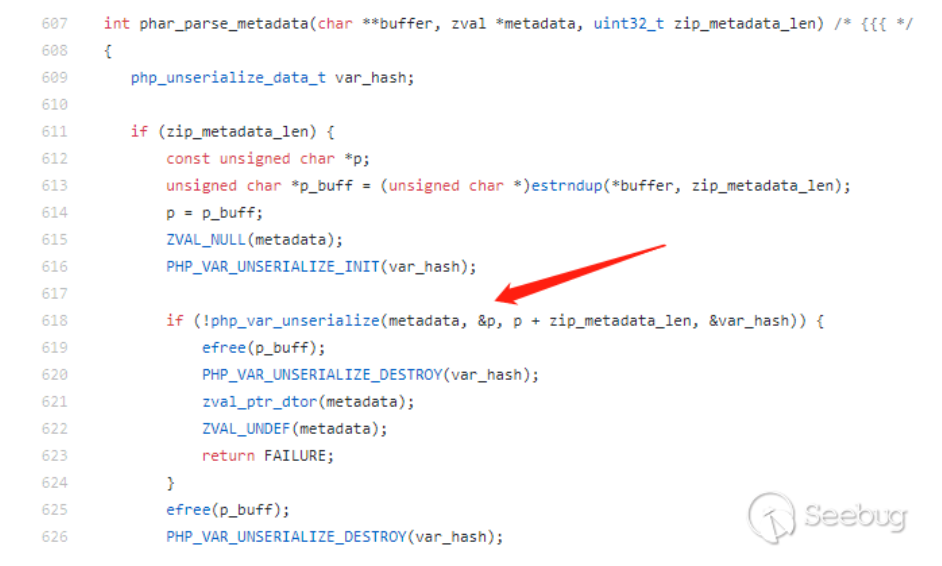 607 int phar_parse_metadata(char **buffer, zval *metadata, uint32_t zip_metadata_len) /* {{{ */
608 {
609 php_unserialize_data_t var_hash;
610
611 if (zip_metadata_len) {
612 const unsigned char *p;
613 unsigned char *p_buff = (unsigned char *)estrndup(*buffer, zip_metadata_len);
614 p = p_buff;
615 ZVAL_NULL(metadata);
616 PHP_VAR_UNSERIALIZE_INIT(var_hash);
617
618 if (!php_var_unserialize(metadata, &p, p + zip_metadata_len, &var_hash)) {
619 efree(p_buff);
620 PHP_VAR_UNSERIALIZE_DESTROY(var_hash);
621 zval_ptr_dtor(metadata);
622 ZVAL_UNDEF(metadata);
623 return FAILURE;
624 }
625 efree(p_buff);
626 PHP_VAR_UNSERIALIZE_DESTROY(var_hash);
Seebug